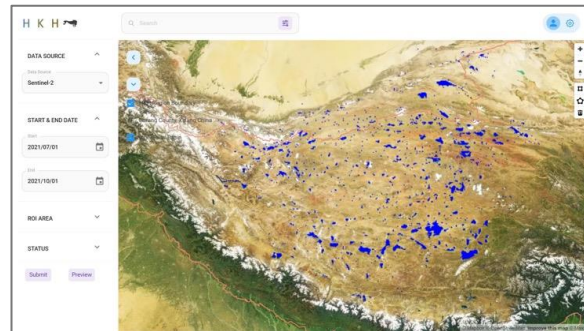 H K H
Search
DATA SOURCE
Data Source
Sentinel-2
START & END DATE
Start
2021/07/01
End
2021/10/01
ROI AREA
STATUS
Submit
Preview